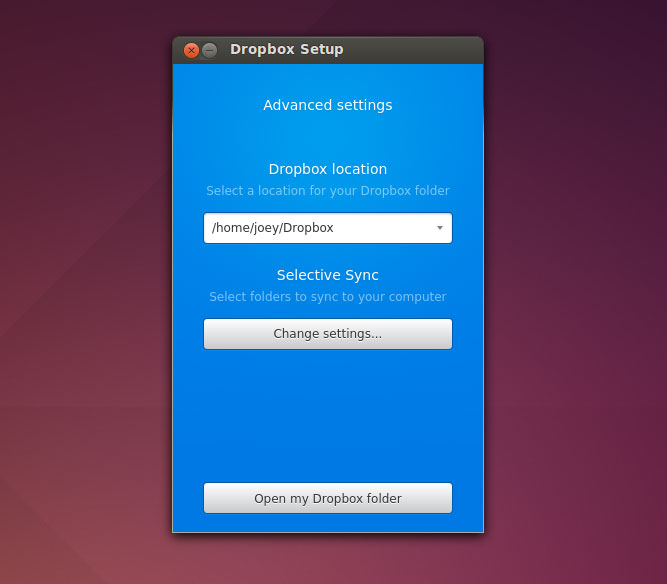 Dropbox Setup
Advanced settings
Dropbox location
Select a location for your Dropbox folder
/home/joey/Dropbox
Selective Sync
Select folders to sync to your computer
Change settings...
Open my Dropbox folder